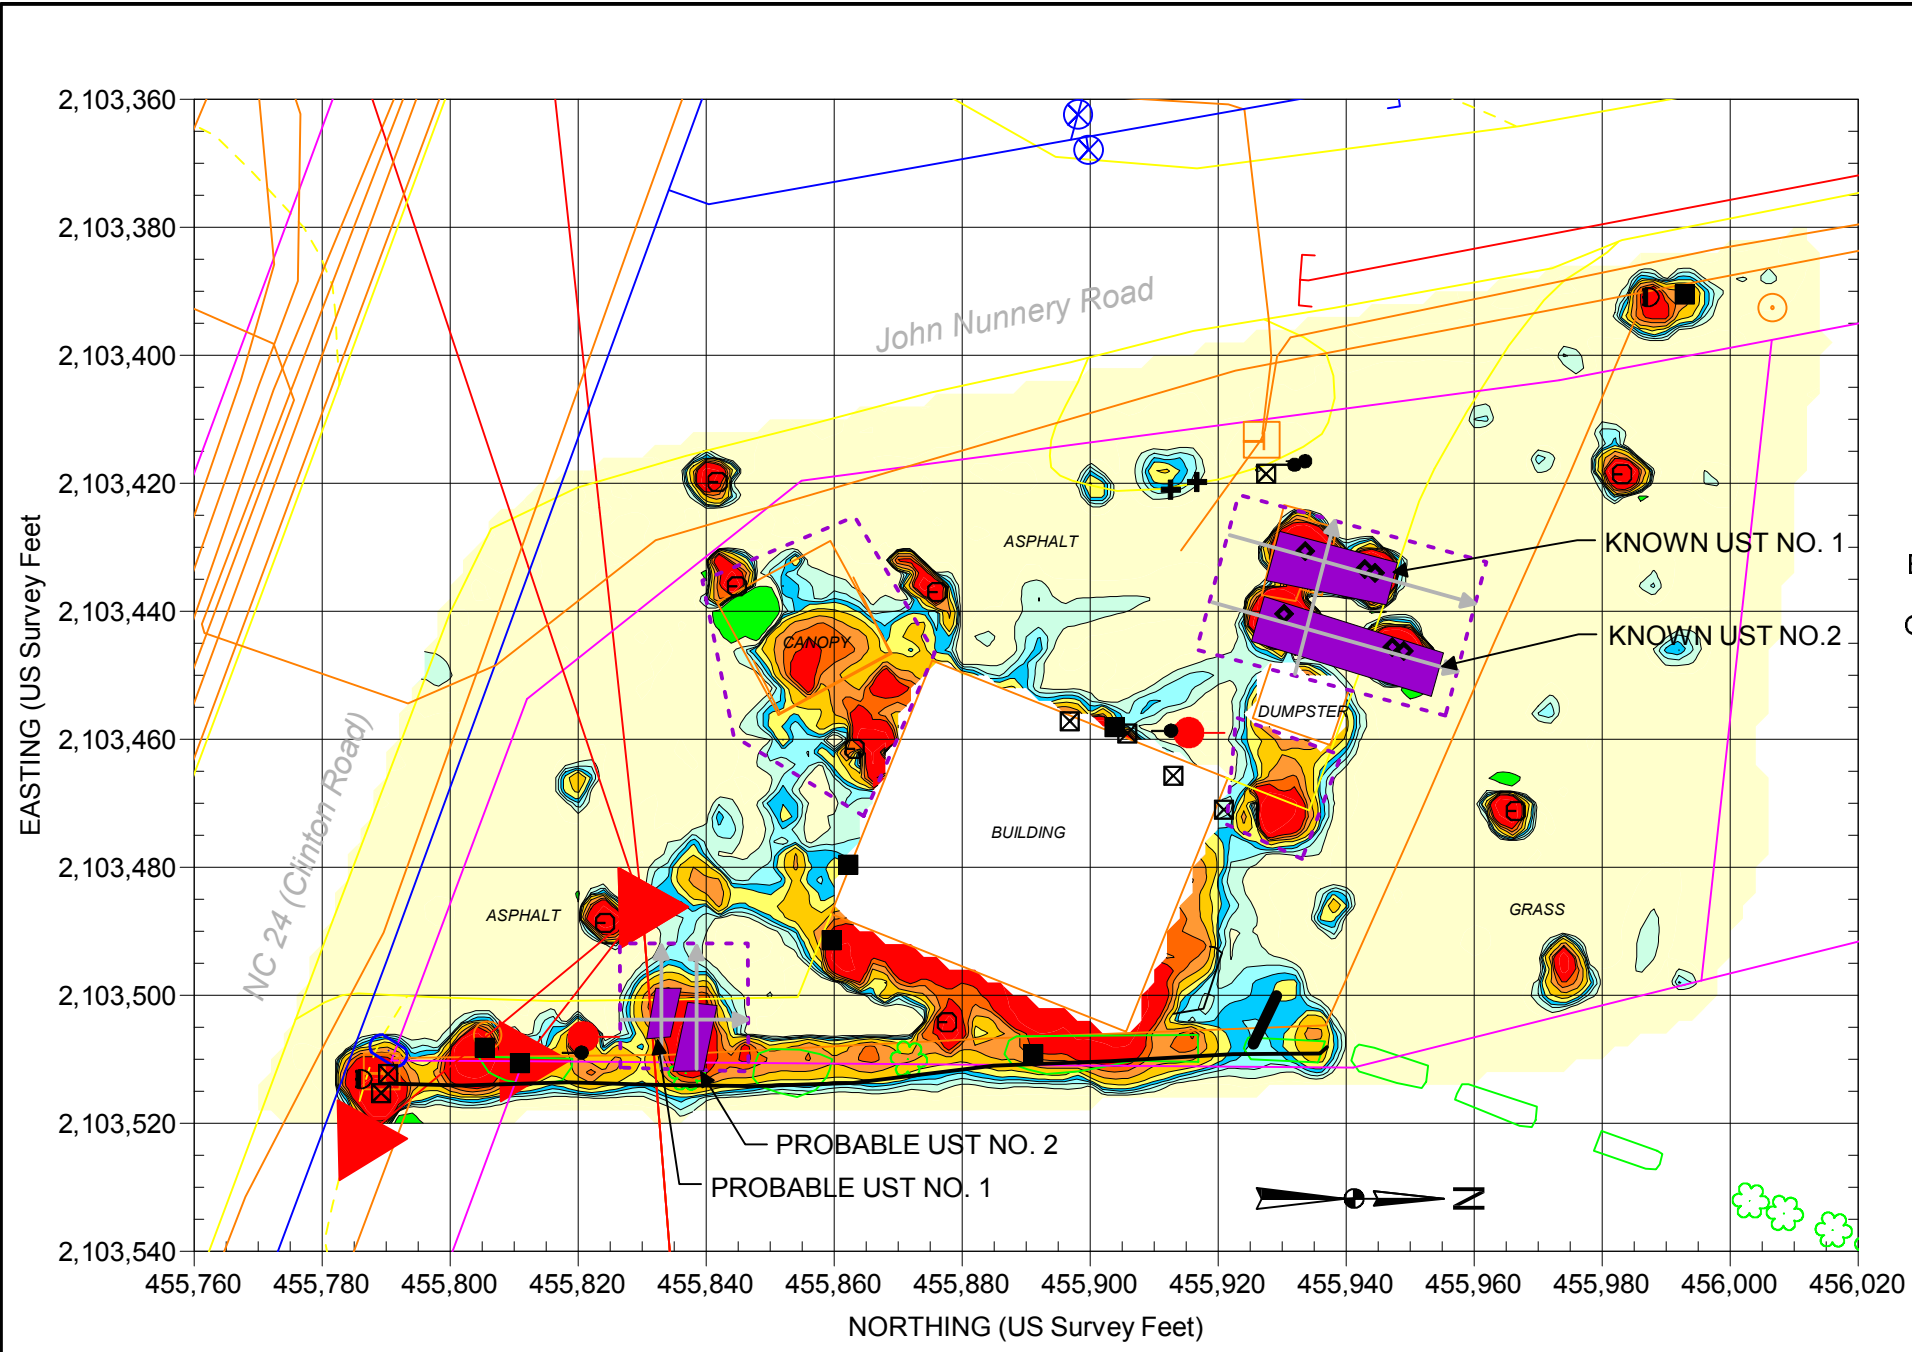 2,103,360
2,103,380
2,103,400
2,103,420
2,103,440
2,103,460
2,103,480
2,103,500
2,103,520
2,103,540
EASTING (US Survey Feet)
John Nunnery Road
NC 24 (Clinton Road)
ASPHALT
KNOWN UST NO. 1
KNOWN UST NO.2
CANOPY
DUMPSTER
BUILDING
ASPHALT
GRASS
PROBABLE UST NO. 2
PROBABLE UST NO. 1
N
455,760 455,780 455,800 455,820 455,840 455,860 455,880 455,900 455,920 455,940 455,960 455,980 456,000 456,020
NORTHING (US Survey Feet)